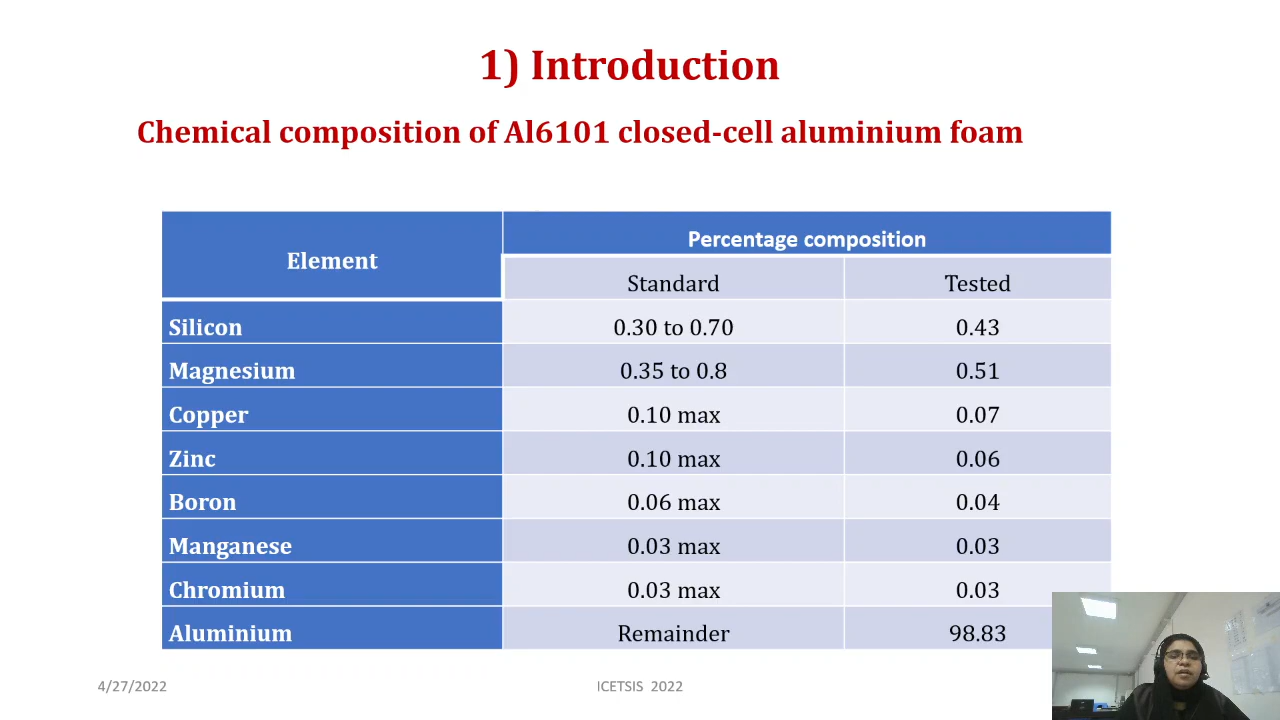 1) Introduction
Chemical composition of Al6101 closed-cell aluminium foam
Element
Percentage composition
Standard Tested
Silicon 0.30 to 0.70 0.43
Magnesium 0.35 to 0.8 0.51
Copper 0.10 max 0.07
Zinc 0.10 max 0.06
Boron 0.06 max 0.04
Manganese 0.03 max 0.03
Chromium 0.03 max 0.03
Aluminium Remainder 98.83
4/27/2022 ICETSIS 2022